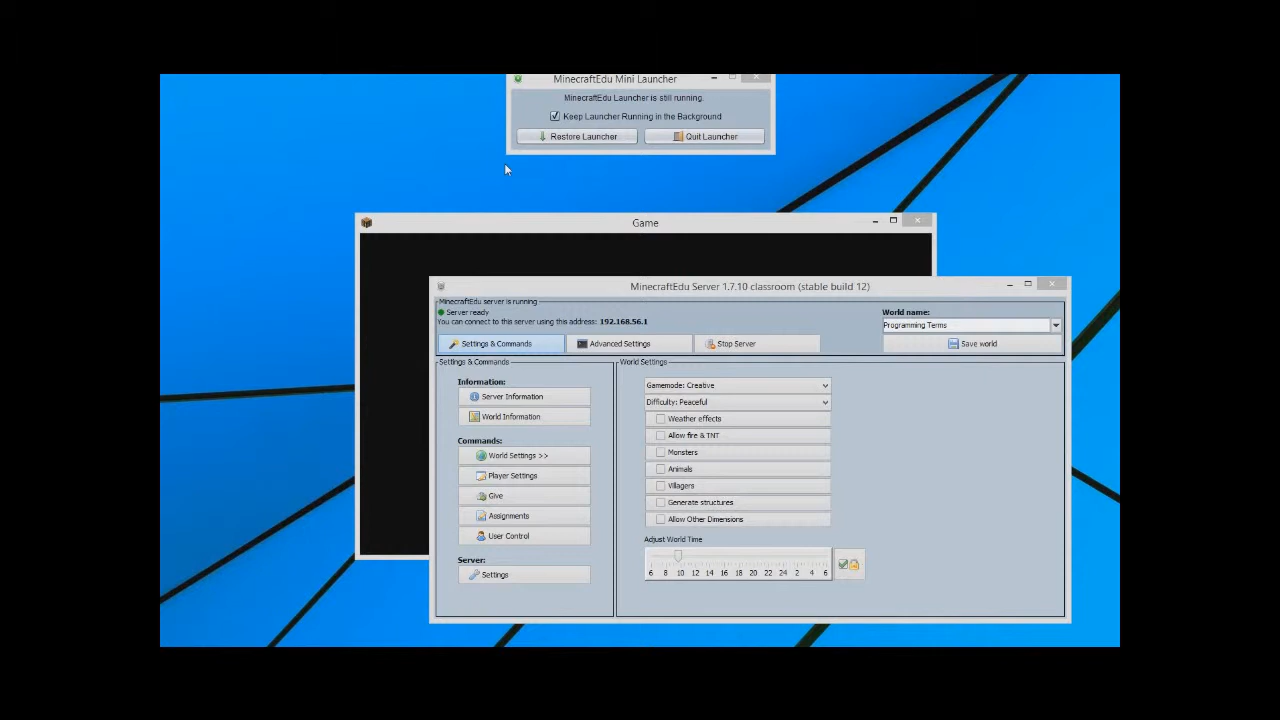 MinecraftEdu Mini Launcher
MinecraftEdu Launcher is still running.
Keep Launcher Running in the Background
Restore Launcher
Quit Launcher
Game
MinecraftEdu Server 1.7.10 classroom (stable build 12)
MinecraftEdu server is running
Server ready
You can connect to this server using this address: 192.168.56.1
World name:
Programming Terms
Settings & Commands
Advanced Settings
Stop Server
Save world
Settings & Commands
Information:
Server Information
World Information
Commands:
World Settings >>
Player Settings
Give
Assignments
User Control
Server:
Settings
World Settings
Gamemode: Creative
Difficulty: Peaceful
Weather effects
Allow fire & TNT
Monsters
Animals
Villagers
Generate structures
Allow Other Dimensions
Adjust World Time
6 8 10 12 14 16 18 20 22 24 2 4 6